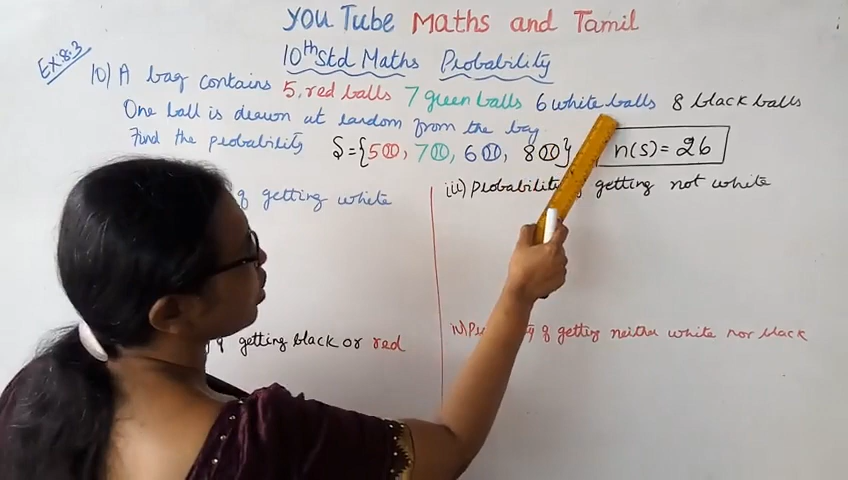 You Tube Maths and Tamil
10th Std Maths Probability
Ex:8.3
10) A bag contains 5, red balls 7 green balls 6 white balls 8 black balls
One ball is drawn at random from the bag.
Find the probability S={5, 7, 6, 8} n(S)= 26
getting white
iii) Probability getting not white
getting black or red
iv) of getting neither white nor black